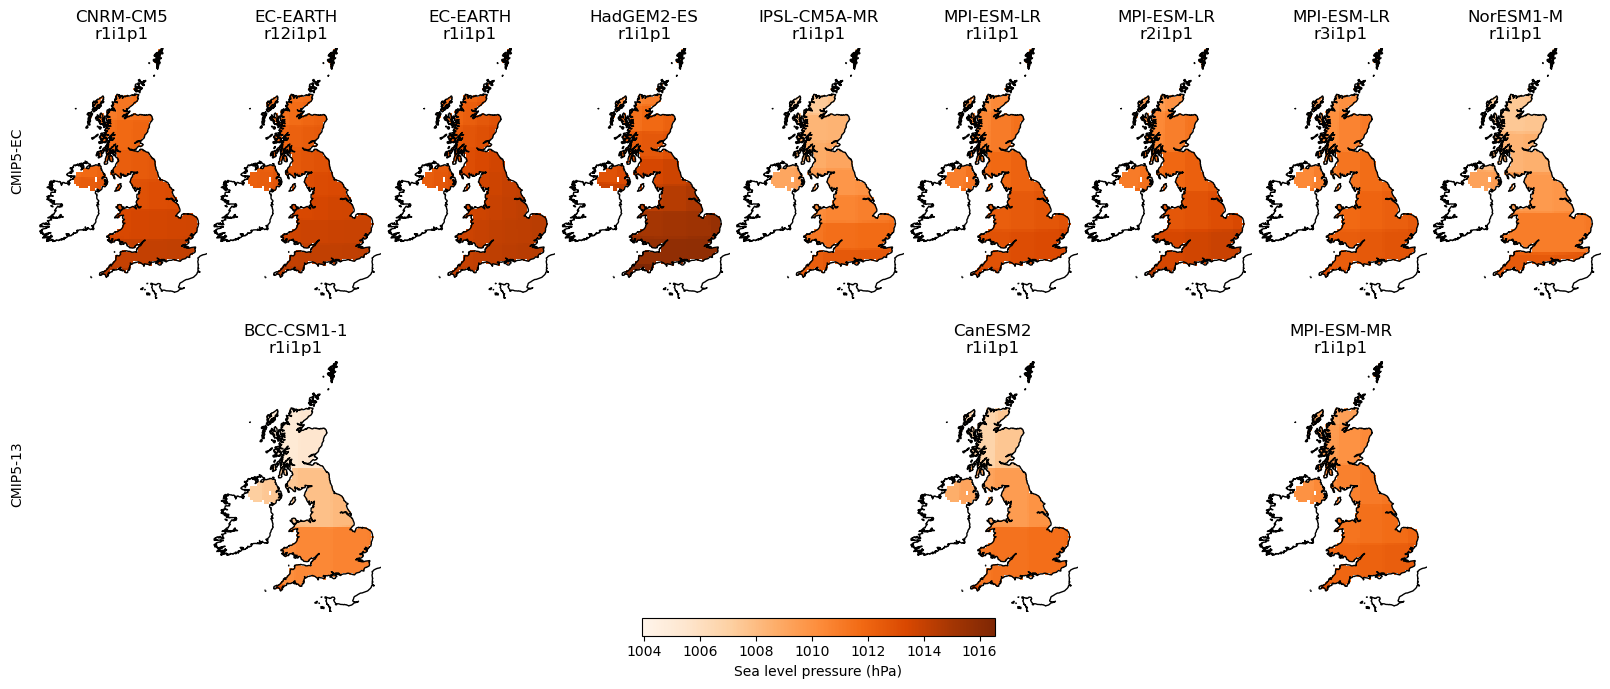 CNRM-CM5
r1i1p1
EC-EARTH
r12i1p1
EC-EARTH
r1i1p1
HadGEM2-ES
r1i1p1
IPSL-CM5A-MR
r1i1p1
MPI-ESM-LR
r1i1p1
MPI-ESM-LR
r2i1p1
MPI-ESM-LR
r3i1p1
NorESM1-M
r1i1p1
CMIP5-EC
BCC-CSM1-1
r1i1p1
CanESM2
r1i1p1
MPI-ESM-MR
r1i1p1
CMIP5-13
1004 1006 1008 1010 1012 1014 1016
Sea level pressure (hPa)